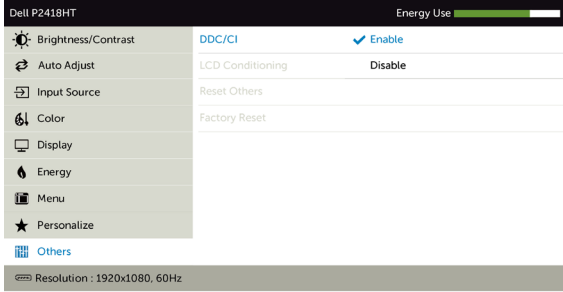 Dell P2418HT Energy Use
Brightness/Contrast DDC/CI Enable
Auto Adjust LCD Conditioning Disable
Input Source Reset Others
Color Factory Reset
Display
Energy
Menu
Personalize
Others
Resolution : 1920x1080, 60Hz